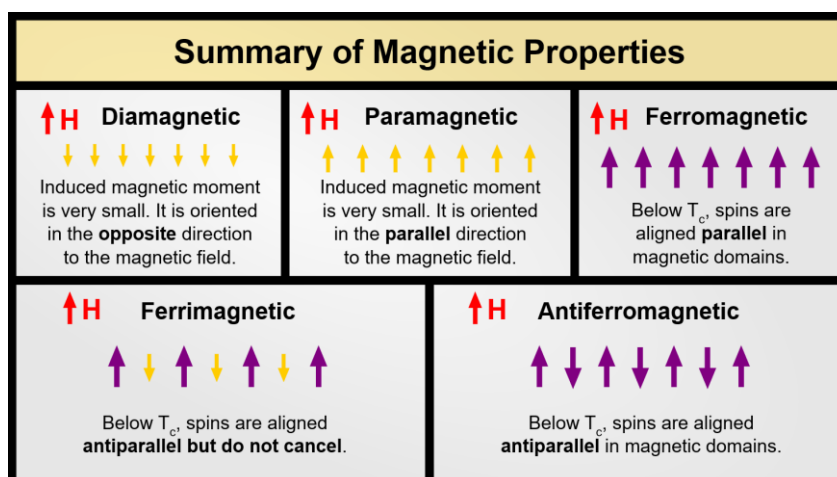 Summary of Magnetic Properties
H Diamagnetic
Induced magnetic moment
is very small. It is oriented
in the opposite direction
to the magnetic field.
H Paramagnetic
Induced magnetic moment
is very small. It is oriented
in the parallel direction
to the magnetic field.
H Ferromagnetic
Below Tc, spins are
aligned parallel in
magnetic domains.
H Ferrimagnetic
Below Tc, spins are aligned
antiparallel but do not cancel.
H Antiferromagnetic
Below Tc, spins are aligned
antiparallel in magnetic domains.